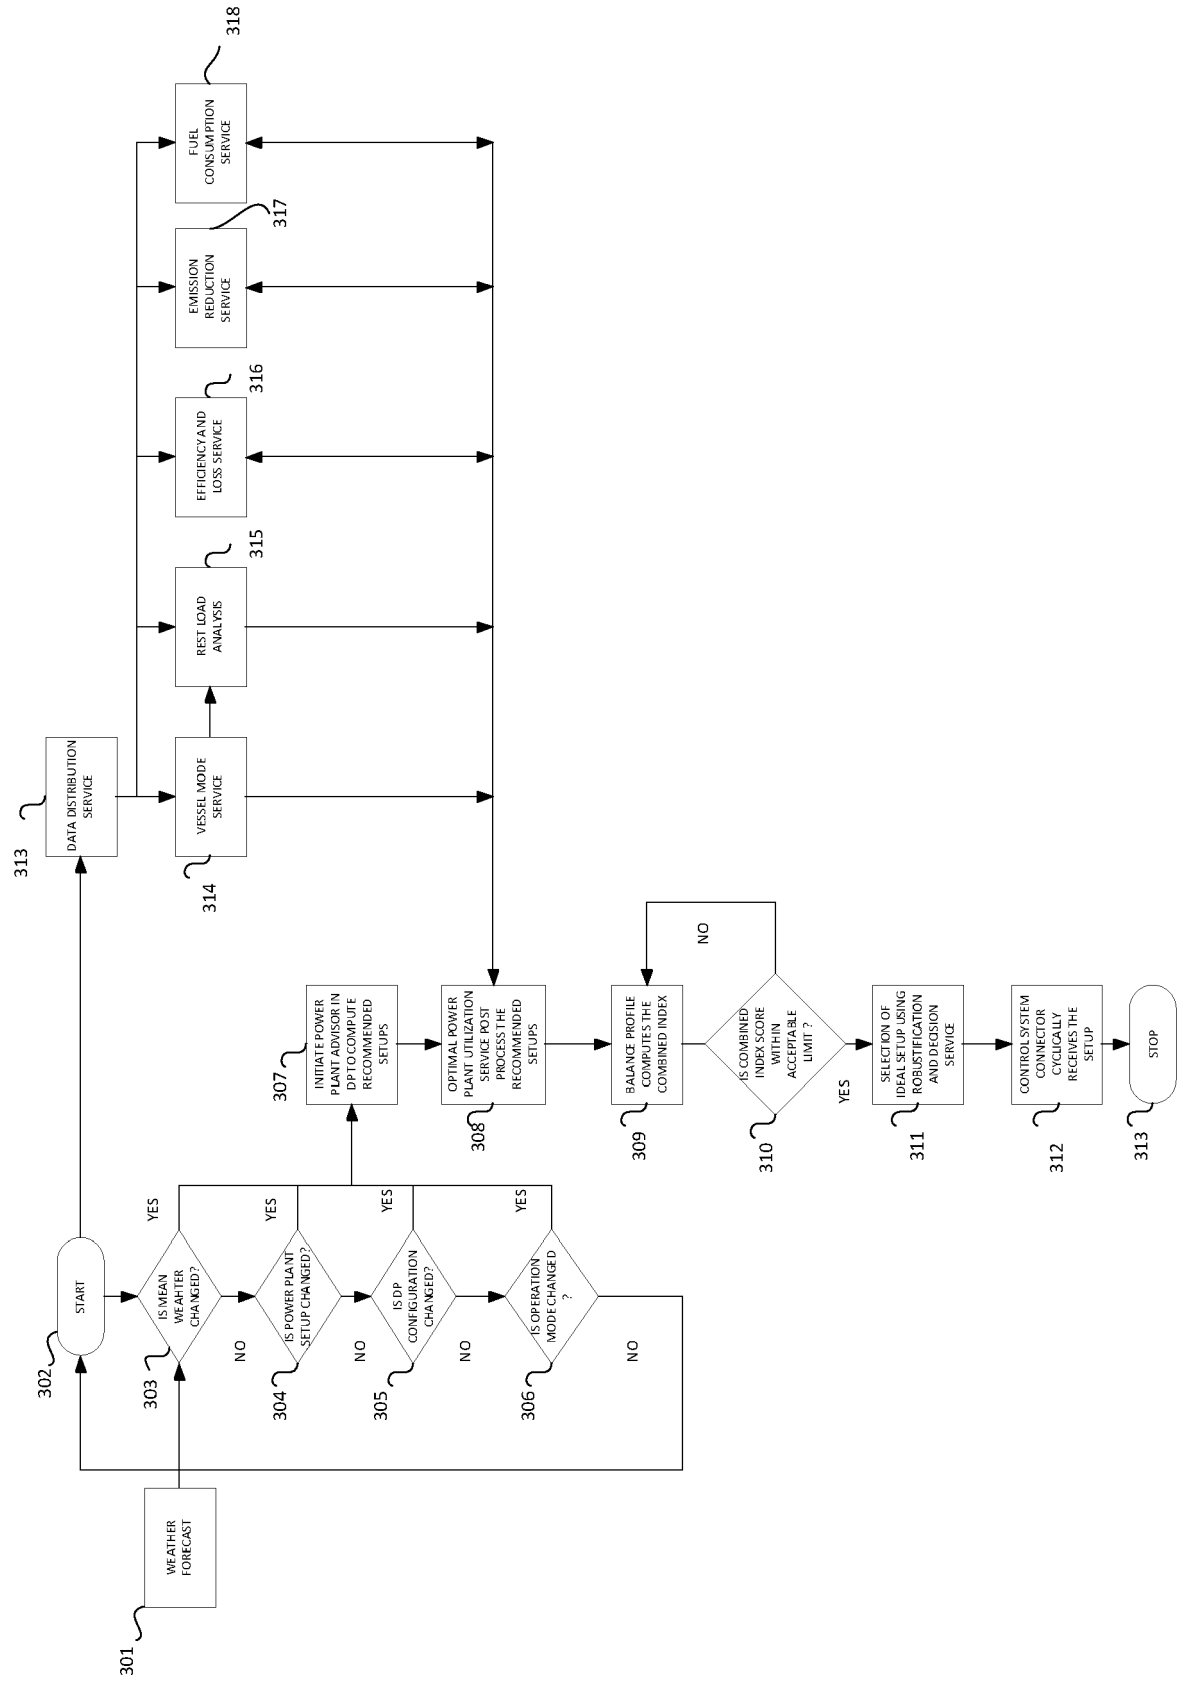 301
WEATHER
FORECAST
302
START
303
IS MEAN
WEAHTER
CHANGED?
YES
NO
304
IS POWER PLANT
SETUP CHANGED?
YES
NO
305
IS DP
CONFIGURATION
CHANGED?
YES
NO
306
IS OPERATION
MODE CHANGED
?
YES
NO
307
INITIATE POWER
PLANT ADVISOR IN
DP TO COMPUTE
RECOMMENDED
SETUPS
308
OPTIMAL POWER
PLANT UTILIZATION
SERVICE POST
PROCESS THE
RECOMMENDED
SETUPS
309
BALANCE PROFILE
COMPUTES THE
COMBINED INDEX
310
IS COMBINED
INDEX SCORE
WITHIN
ACCEPTABLE
LIMIT ?
NO
YES
311
SELECTION OF
IDEAL SETUP USING
ROBUSTIFICATION
AND DECISION
SERVICE
312
CONTROL SYSTEM
CONNECTOR
CYCLICALLY
RECEIVES THE
SETUP
313
STOP
313
DATA DISTRIBUTION
SERVICE
314
VESSEL MODE
SERVICE
315
REST LOAD
ANALYSIS
316
EFFICIENCY AND
LOSS SERVICE
317
EMISSION
REDUCTION
SERVICE
318
FUEL
CONSUMPTION
SERVICE